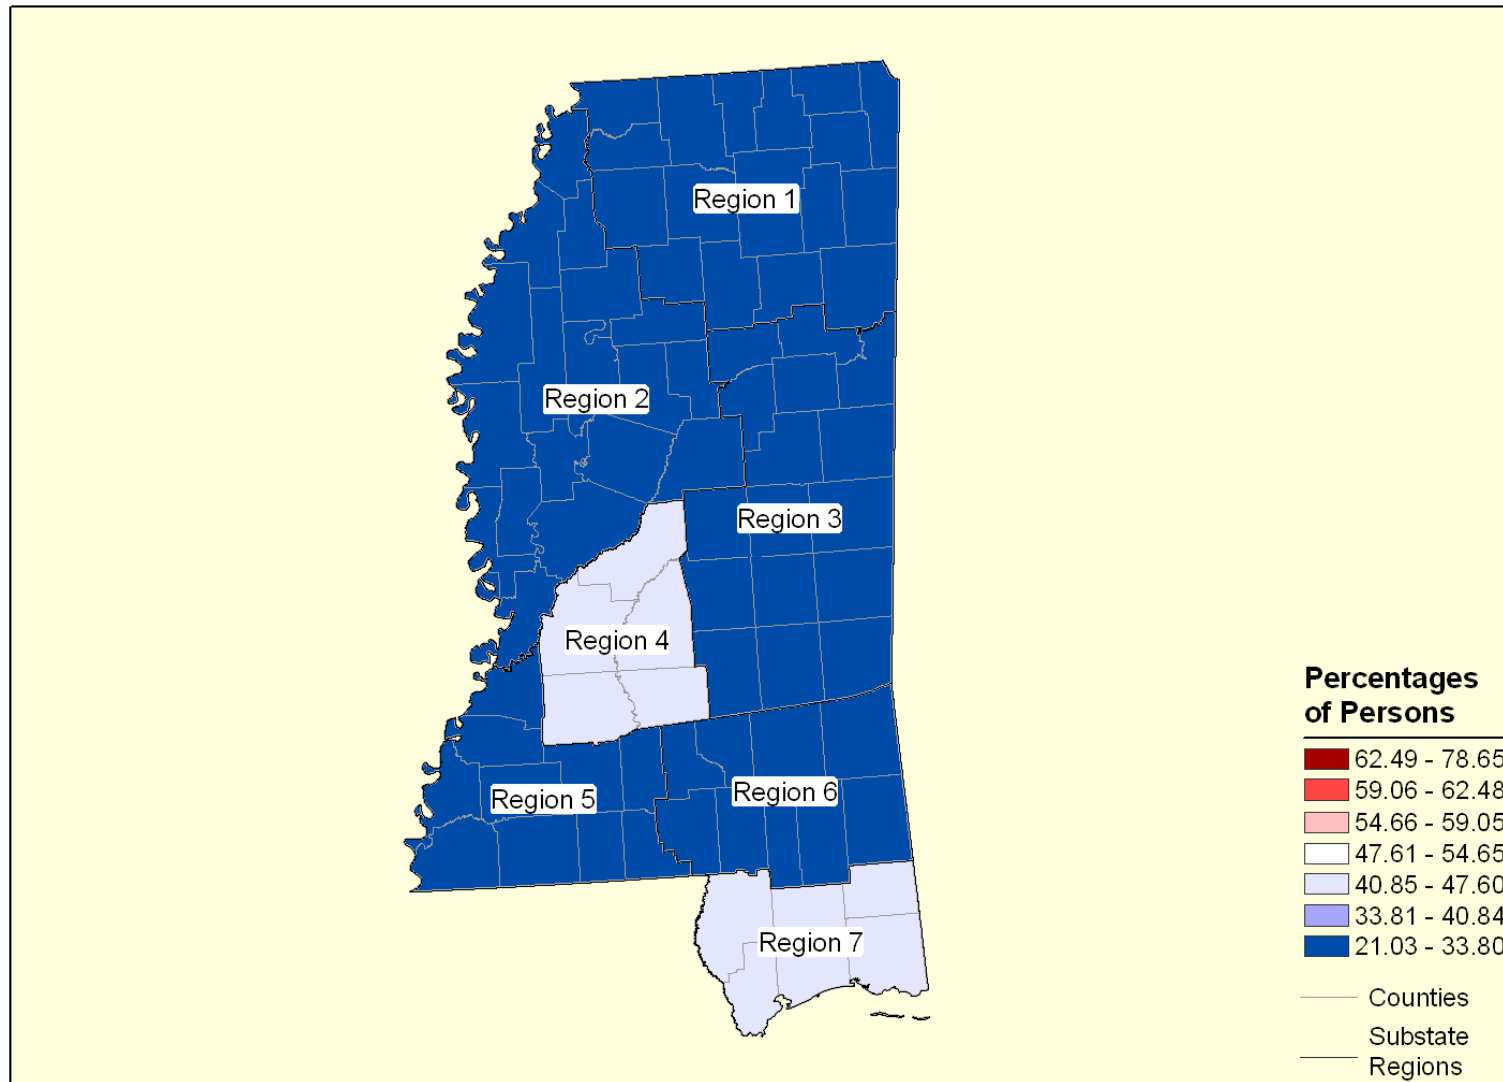 Region 1
Region 2
Region 3
Region 4
Region 5
Region 6
Region 7
Percentages
of Persons
62.49 - 78.65
59.06 - 62.48
54.66 - 59.05
47.61 - 54.65
40.85 - 47.60
33.81 - 40.84
21.03 - 33.80
Counties
Substate
Regions